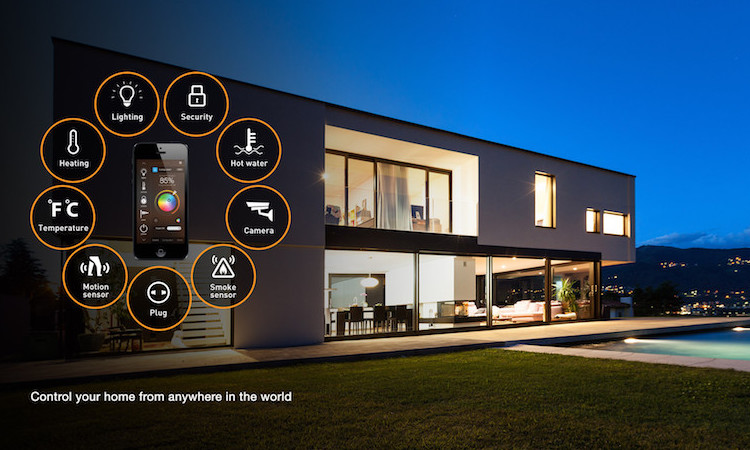 Lighting
Security
Heating
Hot water
°F°C
Temperature
Camera
Motion
sensor
Smoke
sensor
Plug
85%
Control your home from anywhere in the world